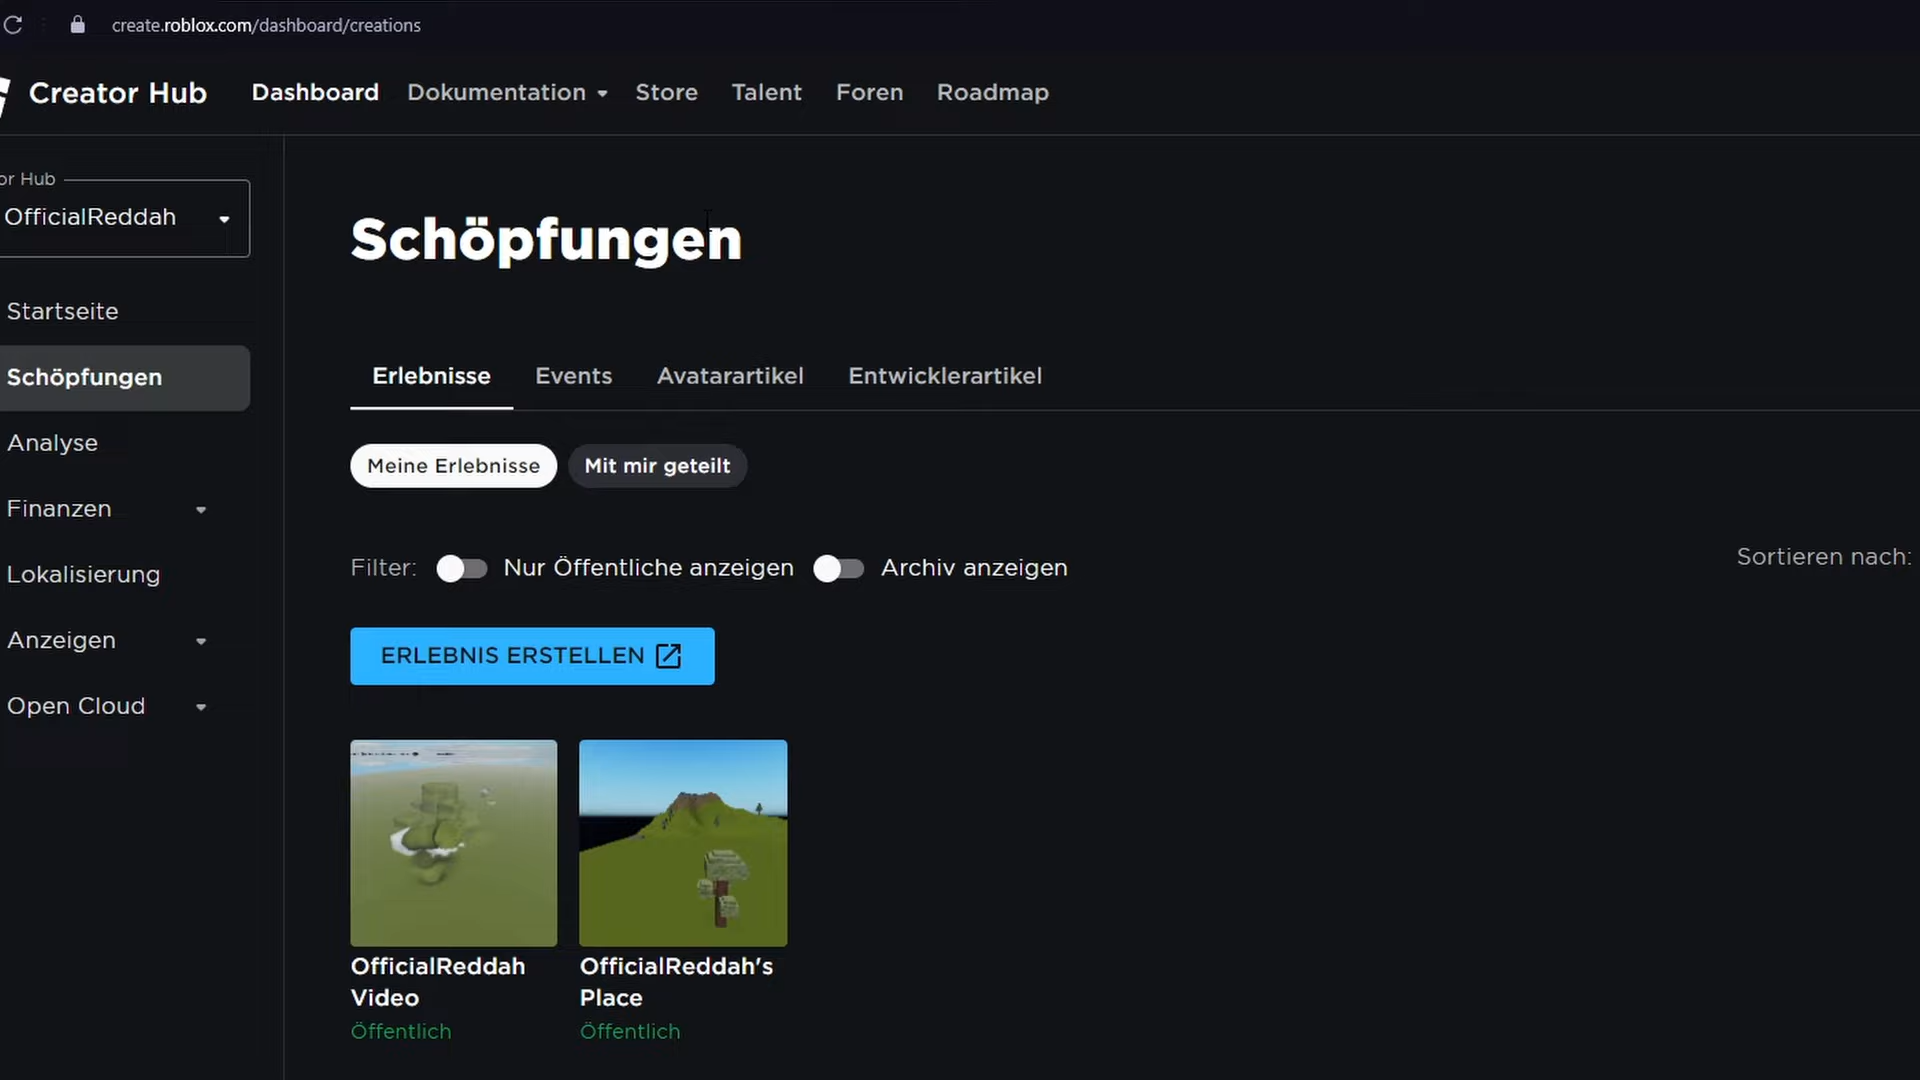 create.roblox.com/dashboard/creations
Creator Hub Dashboard Dokumentation Store Talent Foren Roadmap
or Hub
OfficialReddah
Startseite
Schöpfungen
Analyse
Finanzen
Lokalisierung
Anzeigen
Open Cloud
Schöpfungen
Erlebnisse Events Avatarartikel Entwicklerartikel
Meine Erlebnisse Mit mir geteilt
Filter: Nur Öffentliche anzeigen Archiv anzeigen Sortieren nach:
ERLEBNIS ERSTELLEN
OfficialReddah
Video
Öffentlich
OfficialReddah's
Place
Öffentlich